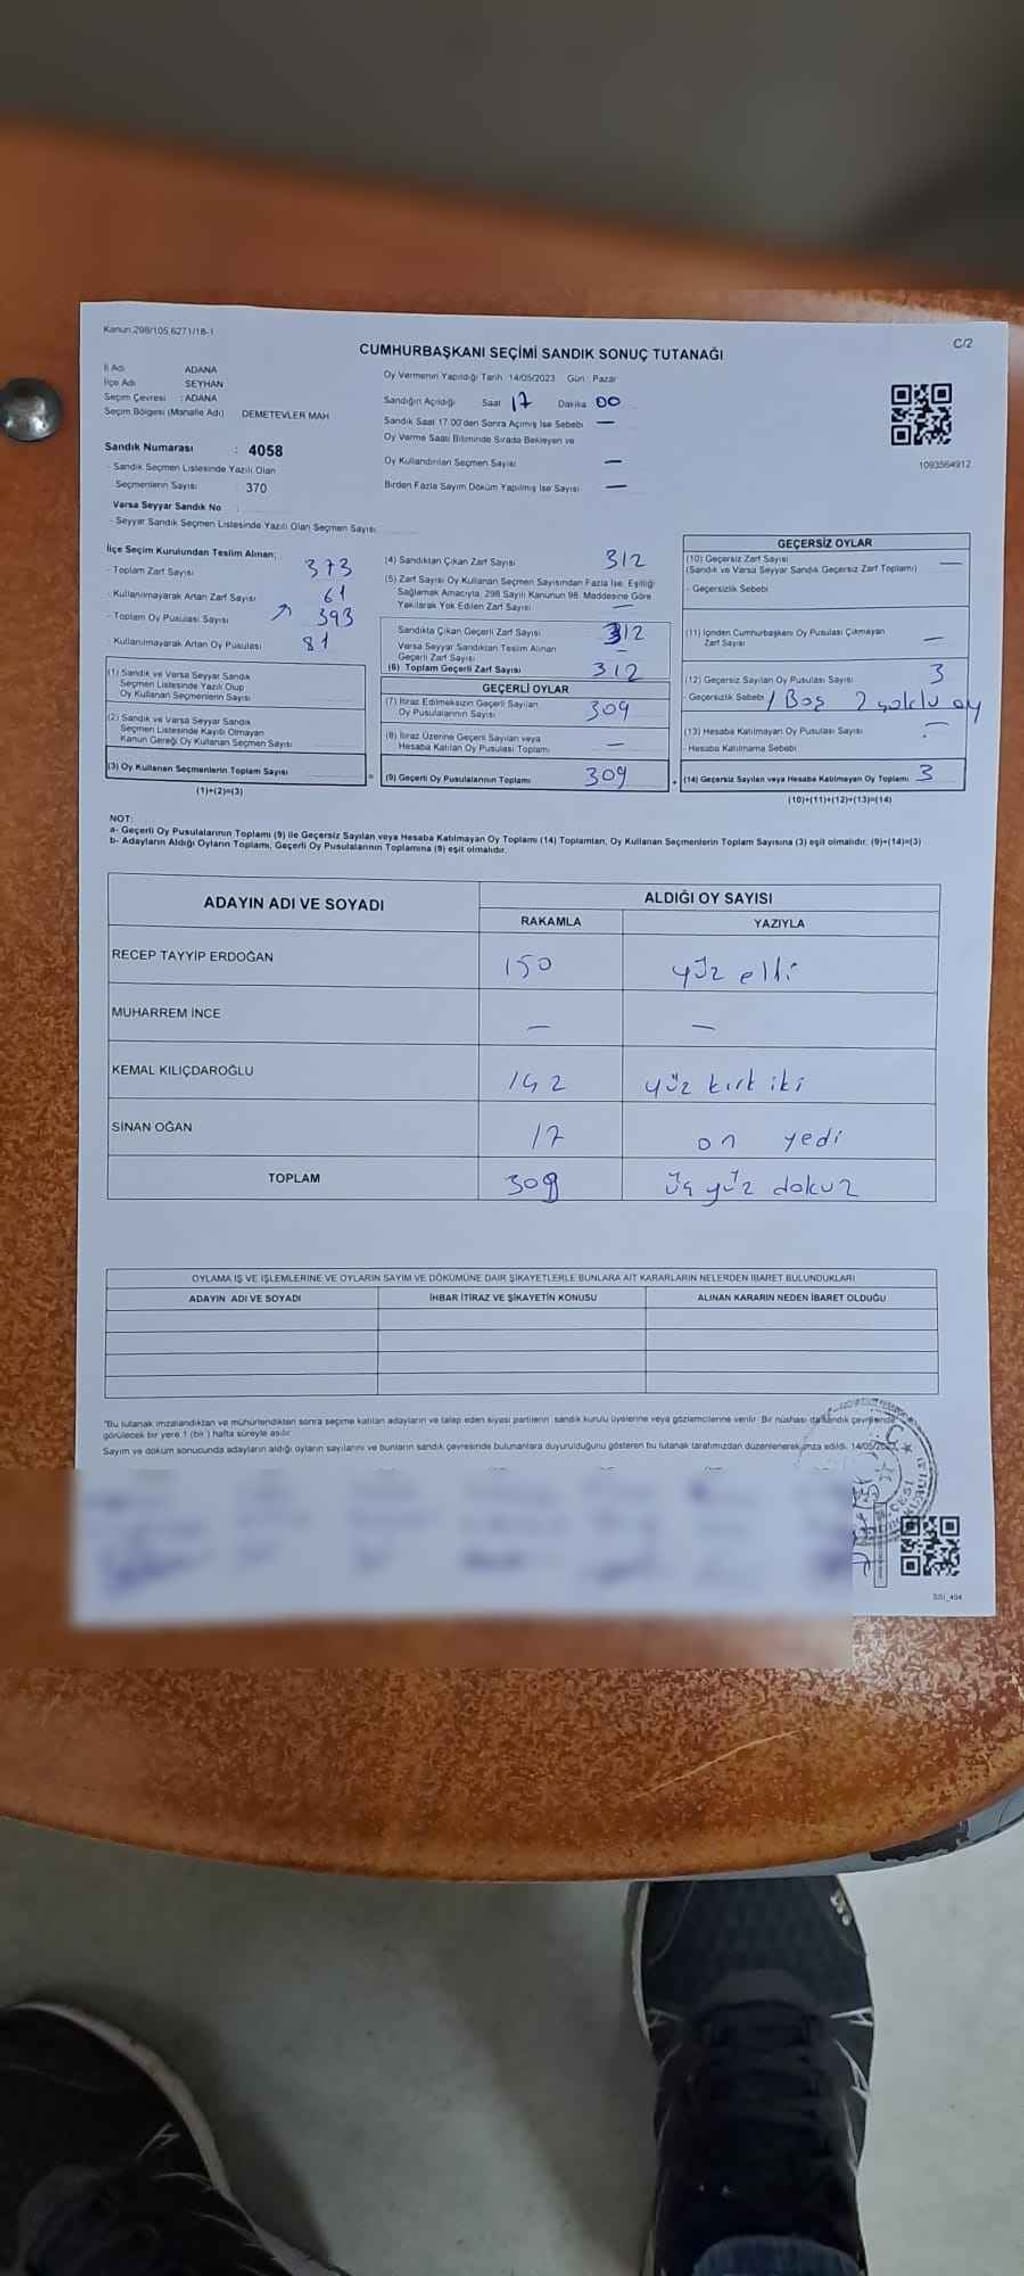 Kanun.298/105,6271/18-1
C/2
CUMHURBAŞKANI SEÇİMİ SANDIK SONUÇ TUTANAĞI
İl Adı ADANA
İlçe Adı SEYHAN
Seçim Çevresi : ADANA
Seçim Bölgesi (Mahalle Adı) DEMETEVLER MAH
Sandık Numarası : 4058
- Sandık Seçmen Listesinde Yazılı Olan
Seçmenlerin Sayısı 370
Varsa Seyyar Sandık No
- Seyyar Sandık Seçmen Listesinde Yazılı Olan Seçmen Sayısı
Oy Vermenin Yapıldığı Tarih: 14/05/2023 Gün: Pazar
Sandığın Açıldığı Saat 17 Dakika 00
Sandık Saat 17.00'den Sonra Açılmış İse Sebebi —
Oy Verme Saati Bitiminde Sırada Bekleyen ve
Oy Kullandırılan Seçmen Sayısı —
Birden Fazla Sayım Döküm Yapılmış İse Sayısı —
1093564912
İlçe Seçim Kurulundan Teslim Alınan;
- Toplam Zarf Sayısı 373
Kullanılmayarak Artan Zarf Sayısı 61
- Toplam Oy Pusulası Sayısı 393
Kullanılmayarak Artan Oy Pusulası 81
(1) Sandık ve Varsa Seyyar Sandık
Seçmen Listesinde Yazılı Olup
Oy Kullanan Seçmenlerin Sayısı
(2) Sandık ve Varsa Seyyar Sandık
Seçmen Listesinde Kayıtlı Olmayan
Kanun Gereği Oy Kullanan Seçmen Sayısı
(3) Oy Kullanan Seçmenlerin Toplam Sayısı
(1)+(2)=(3)
(4) Sandıktan Çıkan Zarf Sayısı 312
(5) Zarf Sayısı Oy Kullanan Seçmen Sayısından Fazla İse, Eşitliği
Sağlamak Amacıyla, 298 Sayılı Kanunun 98. Maddesine Göre
Yakılarak Yok Edilen Zarf Sayısı —
Sandıkta Çıkan Geçerli Zarf Sayısı 312
Varsa Seyyar Sandıktan Teslim Alınan
Geçerli Zarf Sayısı —
(6) Toplam Geçerli Zarf Sayısı 312
GEÇERLİ OYLAR
(7) İtiraz Edilmeksizin Geçerli Sayılan
Oy Pusulalarının Sayısı 309
(8) İtiraz Üzerine Geçerli Sayılan veya
Hesaba Katılan Oy Pusulası Toplamı —
(9) Geçerli Oy Pusulalarının Toplamı 309
GEÇERSİZ OYLAR
(10) Geçersiz Zarf Sayısı
(Sandık ve Varsa Seyyar Sandık Geçersiz Zarf Toplamı) —
- Geçersizlik Sebebi
(11) İçinden Cumhurbaşkanı Oy Pusulası Çıkmayan
Zarf Sayısı —
(12) Geçersiz Sayılan Oy Pusulası Sayısı 3
- Geçersizlik Sebebi 1 Boş 2 çoklu oy
(13) Hesaba Katılmayan Oy Pusulası Sayısı —
- Hesaba Katılmama Sebebi
(14) Geçersiz Sayılan veya Hesaba Katılmayan Oy Toplamı 3
(10)+(11)+(12)+(13)=(14)
NOT:
a- Geçerli Oy Pusulalarının Toplamı (9) ile Geçersiz Sayılan veya Hesaba Katılmayan Oy Toplamı (14) Toplamları, Oy Kullanan Seçmenlerin Toplam Sayısına (3) eşit olmalıdır. (9)+(14)=(3)
b- Adayların Aldığı Oyların Toplamı, Geçerli Oy Pusulalarının Toplamına (9) eşit olmalıdır.
ADAYIN ADI VE SOYADI
ALDIĞI OY SAYISI
RAKAMLA YAZIYLA
RECEP TAYYİP ERDOĞAN 150 yüz elli
MUHARREM İNCE — —
KEMAL KILIÇDAROĞLU 142 yüz kırk iki
SİNAN OĞAN 17 on yedi
TOPLAM 309 üç yüz dokuz
OYLAMA İŞ VE İŞLEMLERİNE VE OYLARIN SAYIM VE DÖKÜMÜNE DAİR ŞİKAYETLERLE BUNLARA AİT KARARLARIN NELERDEN İBARET BULUNDUKLARI
ADAYIN ADI VE SOYADI İHBAR İTİRAZ VE ŞİKAYETİN KONUSU ALINAN KARARIN NEDEN İBARET OLDUĞU
"Bu tutanak imzalandıktan ve mühürlendikten sonra seçime katılan adayların ve talep eden siyasi partilerin sandık kurulu üyelerine veya gözlemcilerine verilir. Bir nüshası da sandık çevresinde
görülecek bir yere 1 (bir) hafta süreyle asılır.
Sayım ve döküm sonucunda adayların aldığı oyların sayılarını ve bunların sandık çevresinde bulunanlara duyurulduğunu gösteren bu tutanak tarafımızdan düzenlenerek imza edildi. 14/05/2023